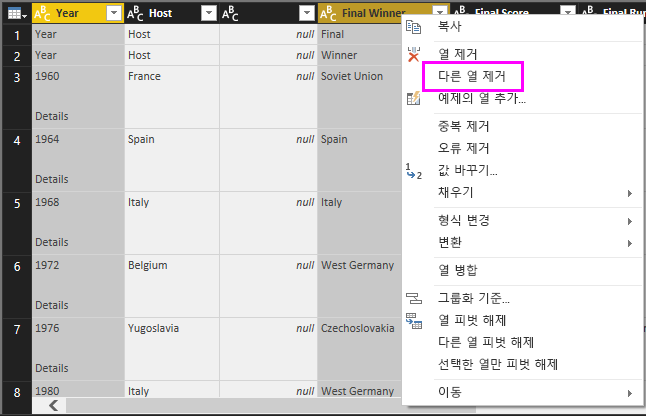 ABC Year ABC Host ABC ABC Final Winner Final Score Final Run
1 Year Host null Final
2 Year Host null Winner
3 1960 France null Soviet Union
Details
4 1964 Spain null Spain
Details
5 1968 Italy null Italy
Details
6 1972 Belgium null West Germany
Details
7 1976 Yugoslavia null Czechoslovakia
Details
8 1980 Italy null West Germany
복사
열 제거
다른 열 제거
예제의 열 추가...
중복 제거
오류 제거
1 2 값 바꾸기...
채우기
형식 변경
변환
열 병합
그룹화 기준...
열 피벗 해제
다른 열 피벗 해제
선택한 열만 피벗 해제
이동